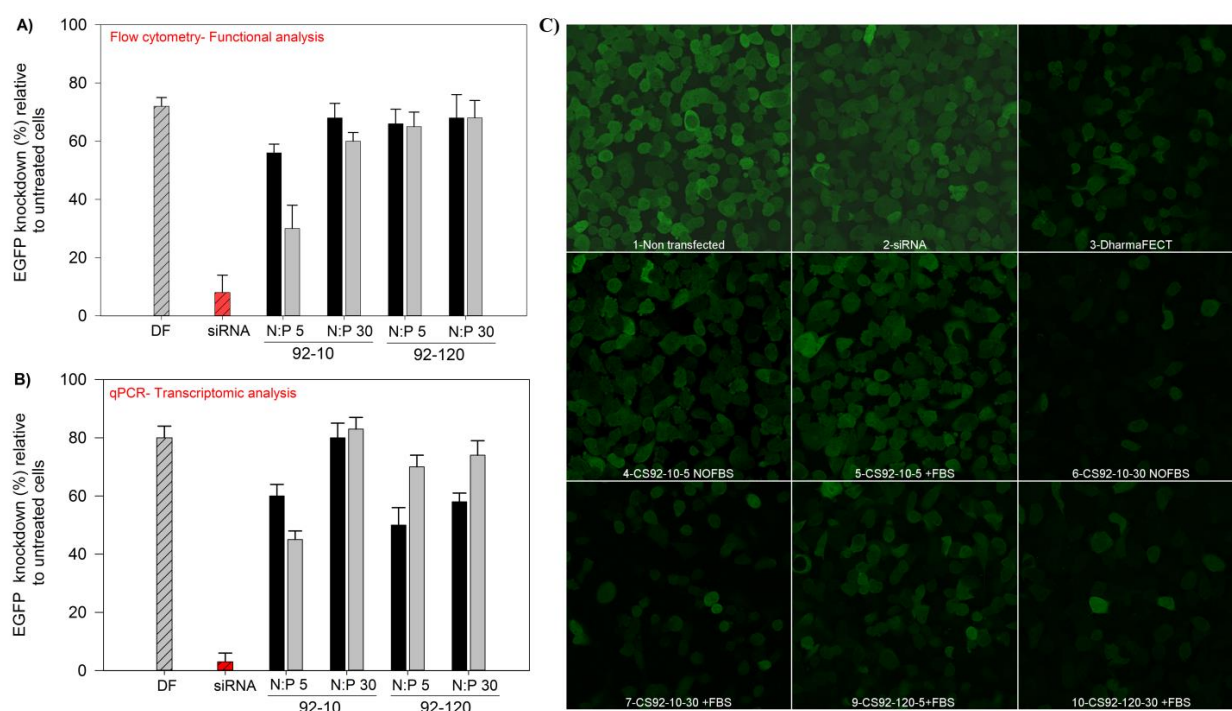 A)
Flow cytometry- Functional analysis
EGFP knockdown (%) relative
to untreated cells
100
80
60
40
20
0
DF
siRNA
N:P 5
N:P 30
N:P 5
N:P 30
92-10
92-120
B)
qPCR- Transcriptomic analysis
EGFP knockdown (%) relative
to untreated cells
100
80
60
40
20
0
DF
siRNA
N:P 5
N:P 30
N:P 5
N:P 30
92-10
92-120
C)
1-Non transfected
2-siRNA
3-DharmaFECT
4-CS92-10-5 NOFBS
5-CS92-10-5 +FBS
6-CS92-10-30 NOFBS
7-CS92-10-30 +FBS
9-CS92-120-5+FBS
10-CS92-120-30 +FBS